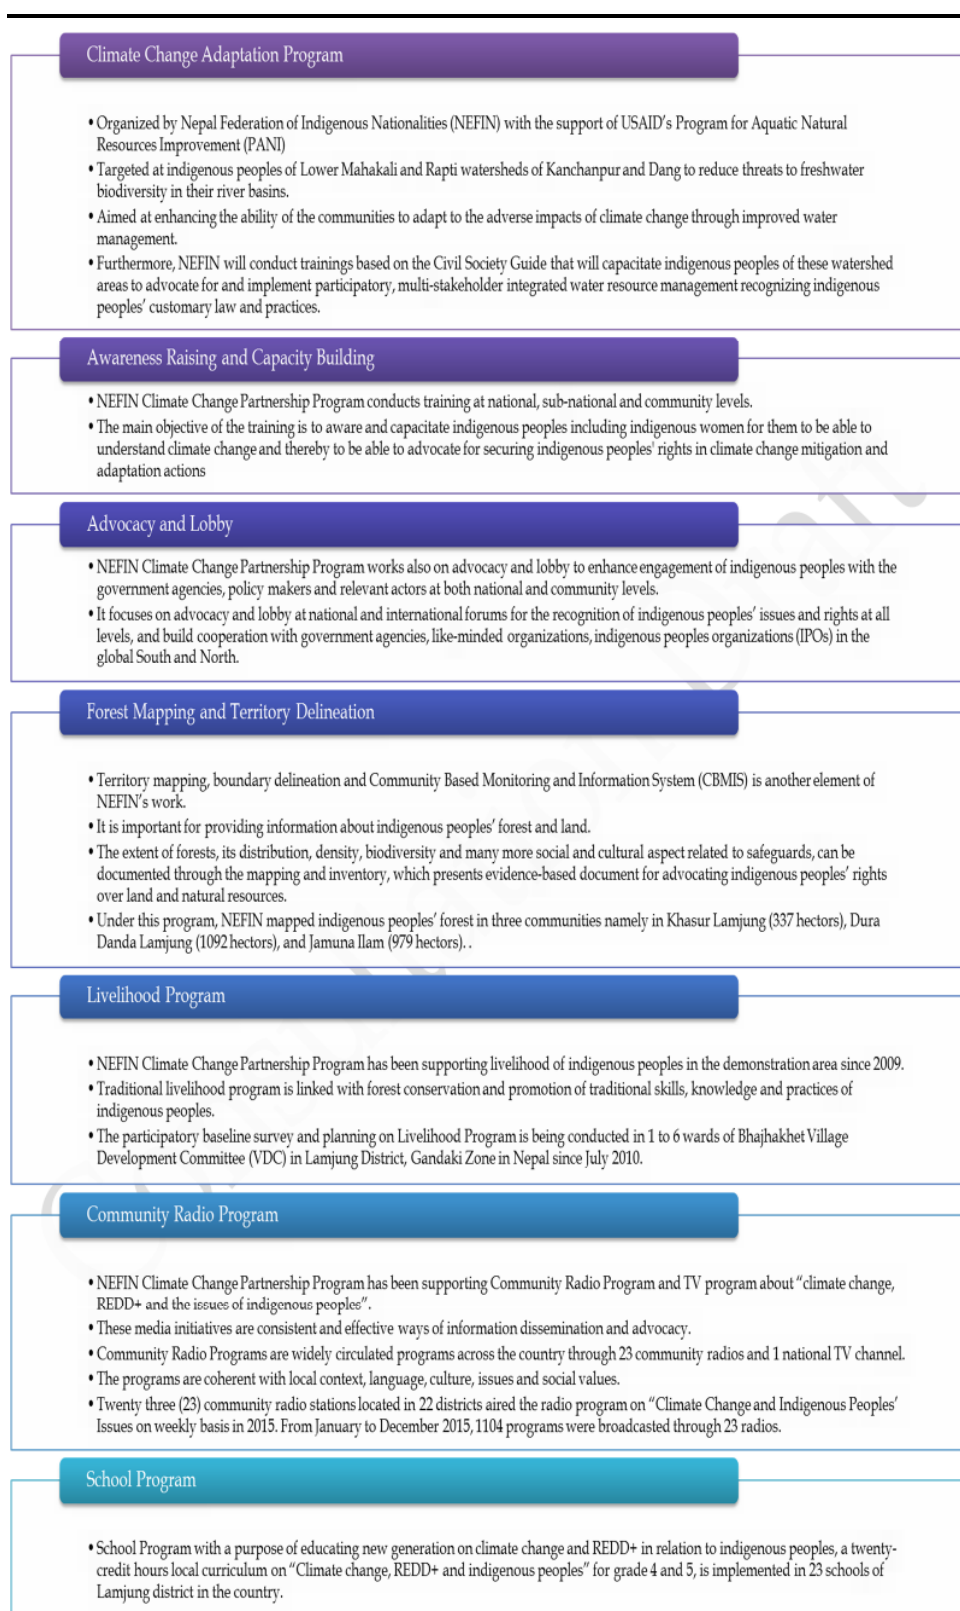 Climate Change Adaptation Program
• Organized by Nepal Federation of Indigenous Nationalities (NEFIN) with the support of USAID's Program for Aquatic Natural
Resources Improvement (PANI)
• Targeted at indigenous peoples of Lower Mahakali and Rapti watersheds of Kanchanpur and Dang to reduce threats to freshwater
biodiversity in their river basins.
• Aimed at enhancing the ability of the communities to adapt to the adverse impacts of climate change through improved water
management.
• Furthermore, NEFIN will conduct trainings based on the Civil Society Guide that will capacitate indigenous peoples of these watershed
areas to advocate for and implement participatory, multi-stakeholder integrated water resource management recognizing indigenous
peoples' customary law and practices.
Awareness Raising and Capacity Building
• NEFIN Climate Change Partnership Program conducts training at national, sub-national and community levels.
• The main objective of the training is to aware and capacitate indigenous peoples including indigenous women for them to be able to
understand climate change and thereby to be able to advocate for securing indigenous peoples' rights in climate change mitigation and
adaptation actions
Advocacy and Lobby
• NEFIN Climate Change Partnership Program works also on advocacy and lobby to enhance engagement of indigenous peoples with the
government agencies, policy makers and relevant actors at both national and community levels.
• It focuses on advocacy and lobby at national and international forums for the recognition of indigenous peoples' issues and rights at all
levels, and build cooperation with government agencies, like-minded organizations, indigenous peoples organizations (IPOs) in the
global South and North.
Forest Mapping and Territory Delineation
• Territory mapping, boundary delineation and Community Based Monitoring and Information System (CBMIS) is another element of
NEFIN's work.
• It is important for providing information about indigenous peoples' forest and land.
• The extent of forests, its distribution, density, biodiversity and many more social and cultural aspect related to safeguards, can be
documented through the mapping and inventory, which presents evidence-based document for advocating indigenous peoples' rights
over land and natural resources.
• Under this program, NEFIN mapped indigenous peoples' forest in three communities namely in Khasur Lamjung (337 hectors), Dura
Danda Lamjung (1092 hectors), and Jamuna Ilam (979 hectors). .
Livelihood Program
• NEFIN Climate Change Partnership Program has been supporting livelihood of indigenous peoples in the demonstration area since 2009.
• Traditional livelihood program is linked with forest conservation and promotion of traditional skills, knowledge and practices of
indigenous peoples.
• The participatory baseline survey and planning on Livelihood Program is being conducted in 1 to 6 wards of Bhajhakhet Village
Development Committee (VDC) in Lamjung District, Gandaki Zone in Nepal since July 2010.
Community Radio Program
• NEFIN Climate Change Partnership Program has been supporting Community Radio Program and TV program about “climate change,
REDD+ and the issues of indigenous peoples”.
• These media initiatives are consistent and effective ways of information dissemination and advocacy.
• Community Radio Programs are widely circulated programs across the country through 23 community radios and 1 national TV channel.
• The programs are coherent with local context, language, culture, issues and social values.
• Twenty three (23) community radio stations located in 22 districts aired the radio program on “Climate Change and Indigenous Peoples'
Issues on weekly basis in 2015. From January to December 2015, 1104 programs were broadcasted through 23 radios.
School Program
• School Program with a purpose of educating new generation on climate change and REDD+ in relation to indigenous peoples, a twenty-
credit hours local curriculum on “Climate change, REDD+ and indigenous peoples” for grade 4 and 5, is implemented in 23 schools of
Lamjung district in the country.
Consultation Draft